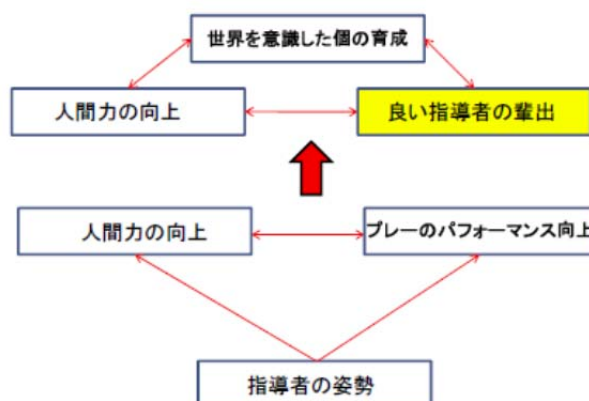 世界を意識した個の育成
人間力の向上
良い指導者の輩出
人間力の向上
プレーのパフォーマンス向上
指導者の姿勢